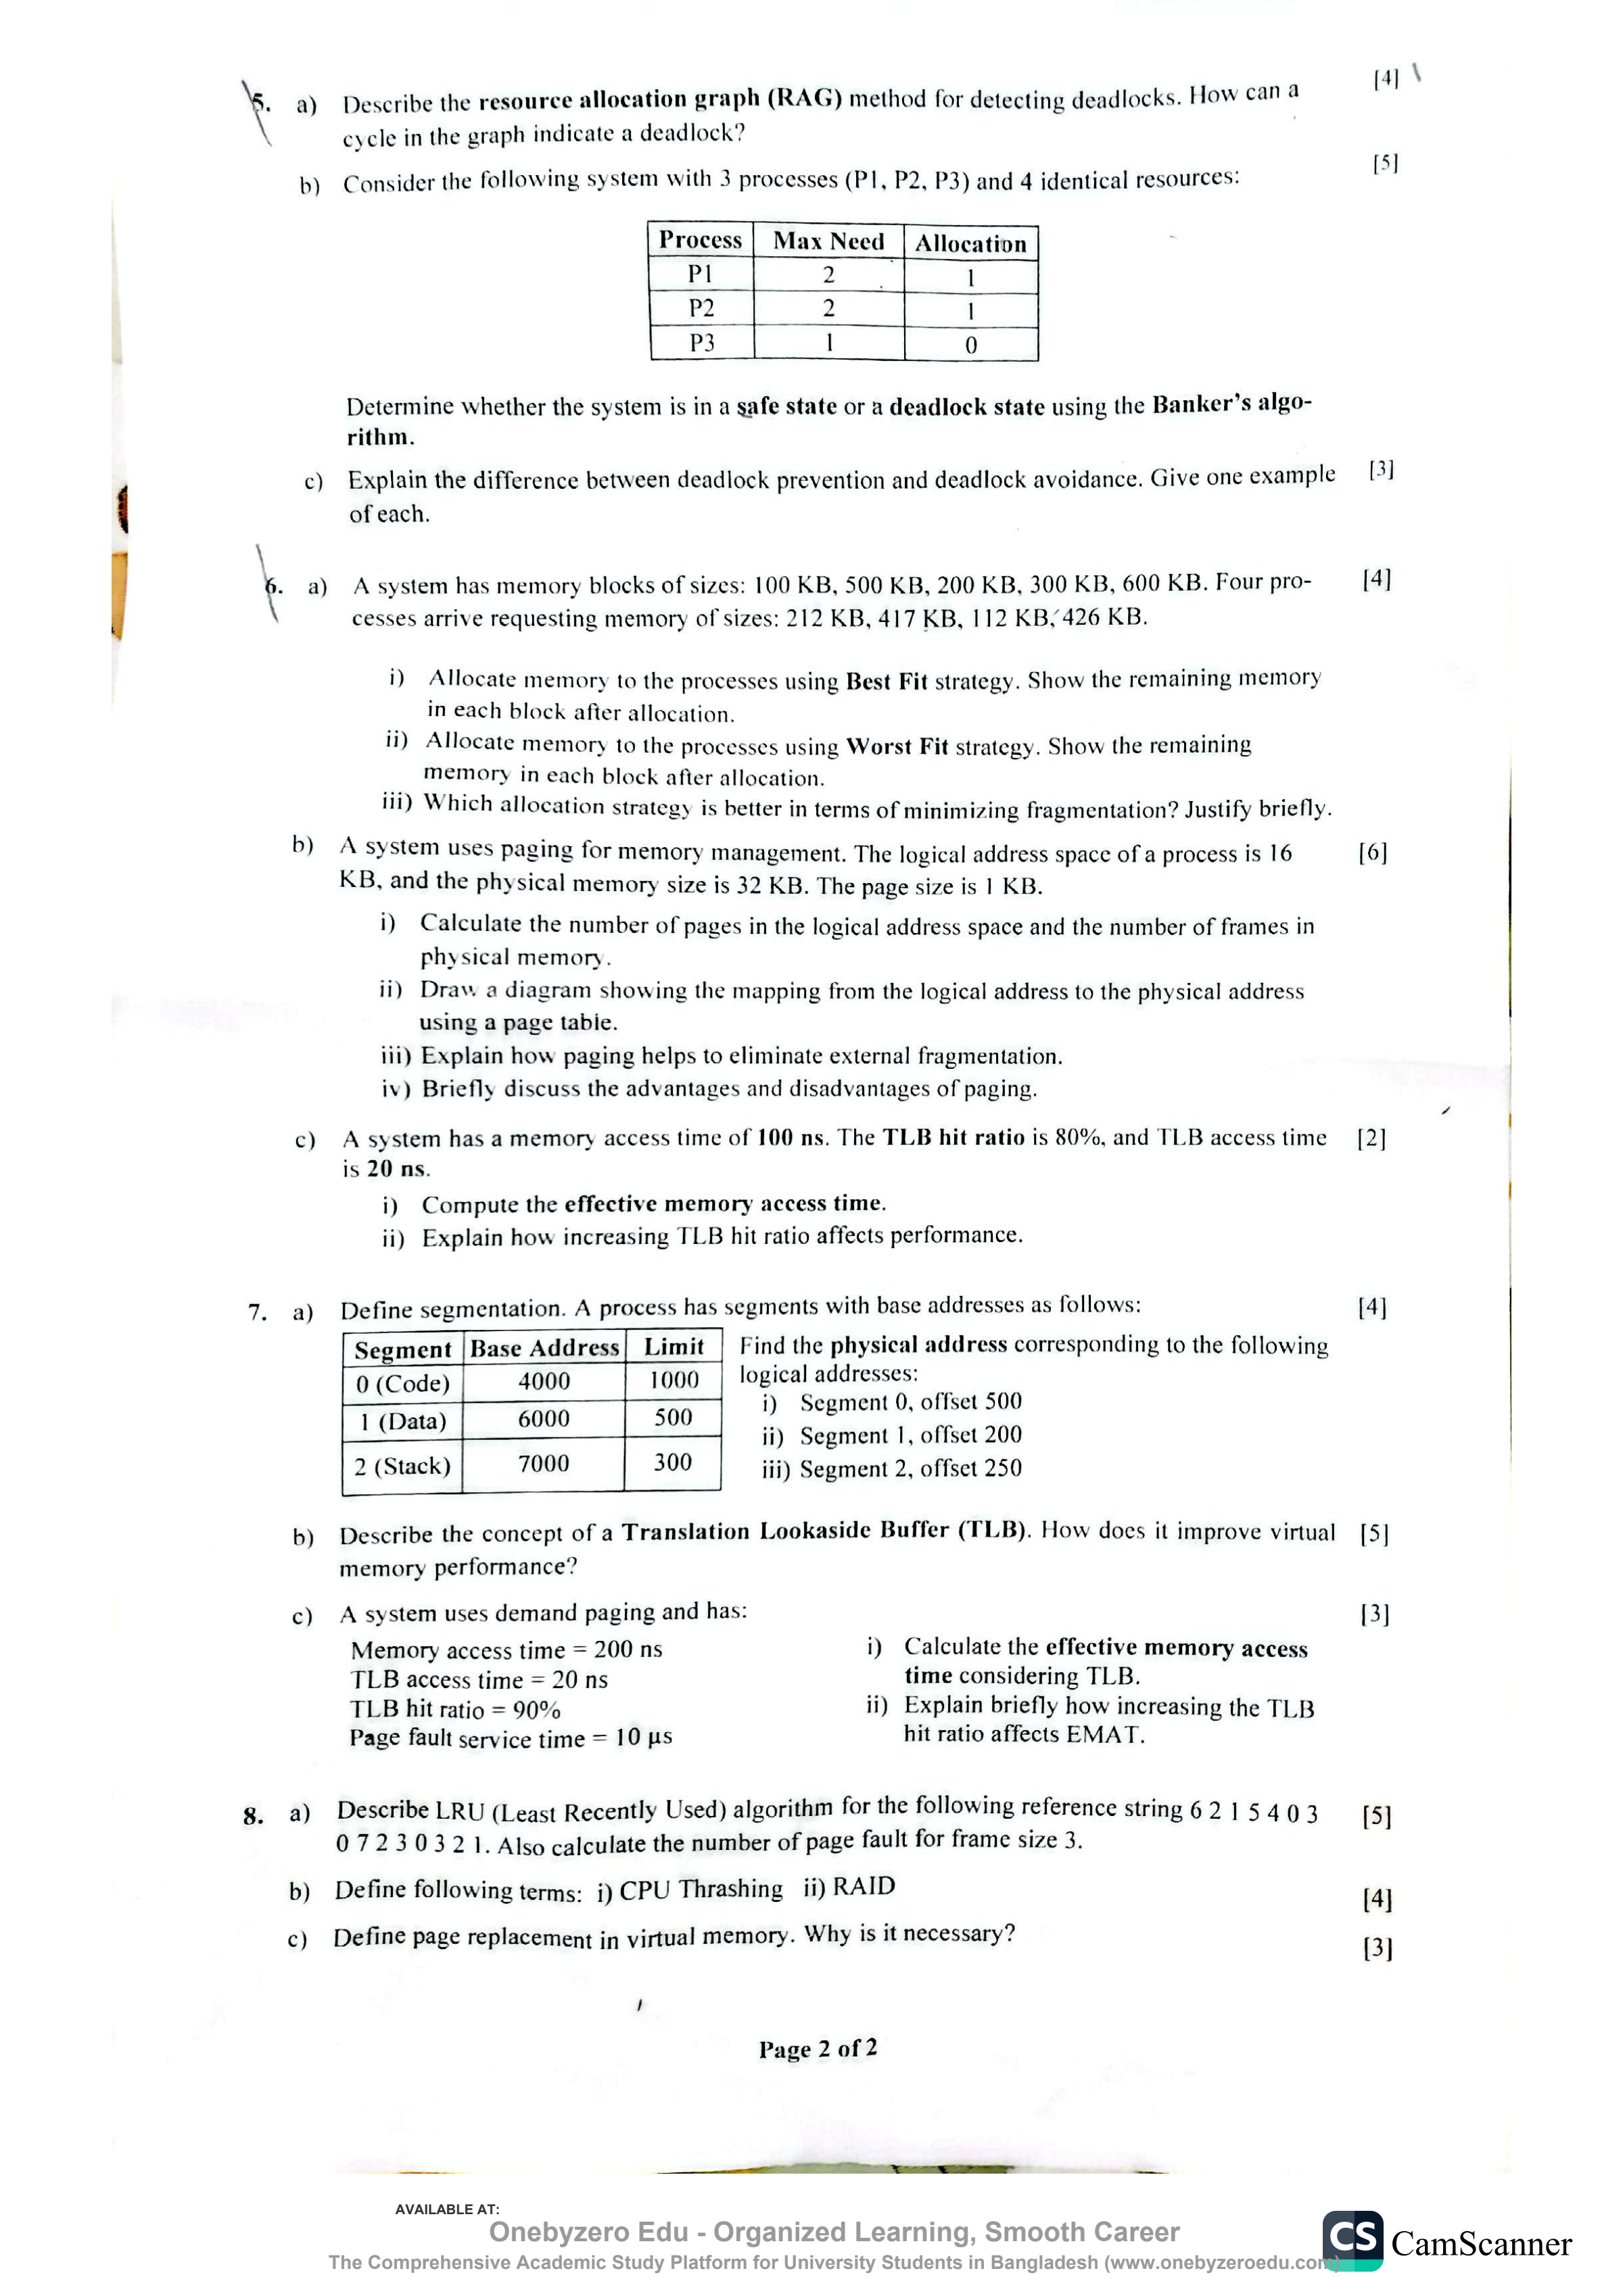 5. a) Describe the resource allocation graph (RAG) method for detecting deadlocks. How can a [4]
cycle in the graph indicate a deadlock?
b) Consider the following system with 3 processes (P1, P2, P3) and 4 identical resources: [5]
Process Max Need Allocation
P1 2 1
P2 2 1
P3 1 0
Determine whether the system is in a safe state or a deadlock state using the Banker's algo-
rithm.
c) Explain the difference between deadlock prevention and deadlock avoidance. Give one example [3]
of each.
6. a) A system has memory blocks of sizes: 100 KB, 500 KB, 200 KB, 300 KB, 600 KB. Four pro- [4]
cesses arrive requesting memory of sizes: 212 KB, 417 KB, 112 KB, 426 KB.
i) Allocate memory to the processes using Best Fit strategy. Show the remaining memory
in each block after allocation.
ii) Allocate memory to the processes using Worst Fit strategy. Show the remaining
memory in each block after allocation.
iii) Which allocation strategy is better in terms of minimizing fragmentation? Justify briefly.
b) A system uses paging for memory management. The logical address space of a process is 16 [6]
KB, and the physical memory size is 32 KB. The page size is 1 KB.
i) Calculate the number of pages in the logical address space and the number of frames in
physical memory.
ii) Draw a diagram showing the mapping from the logical address to the physical address
using a page table.
iii) Explain how paging helps to eliminate external fragmentation.
iv) Briefly discuss the advantages and disadvantages of paging.
c) A system has a memory access time of 100 ns. The TLB hit ratio is 80%, and TLB access time [2]
is 20 ns.
i) Compute the effective memory access time.
ii) Explain how increasing TLB hit ratio affects performance.
7. a) Define segmentation. A process has segments with base addresses as follows: [4]
Segment Base Address Limit
0 (Code) 4000 1000
1 (Data) 6000 500
2 (Stack) 7000 300
Find the physical address corresponding to the following
logical addresses:
i) Segment 0, offset 500
ii) Segment 1, offset 200
iii) Segment 2, offset 250
b) Describe the concept of a Translation Lookaside Buffer (TLB). How does it improve virtual [5]
memory performance?
c) A system uses demand paging and has: [3]
Memory access time = 200 ns
TLB access time = 20 ns
TLB hit ratio = 90%
Page fault service time = 10 µs
i) Calculate the effective memory access
time considering TLB.
ii) Explain briefly how increasing the TLB
hit ratio affects EMAT.
8. a) Describe LRU (Least Recently Used) algorithm for the following reference string 6 2 1 5 4 0 3 [5]
0 7 2 3 0 3 2 1. Also calculate the number of page fault for frame size 3.
b) Define following terms: i) CPU Thrashing ii) RAID [4]
c) Define page replacement in virtual memory. Why is it necessary? [3]
Page 2 of 2
AVAILABLE AT:
Onebyzero Edu - Organized Learning, Smooth Career
The Comprehensive Academic Study Platform for University Students in Bangladesh (www.onebyzeroedu.com)
CS CamScanner